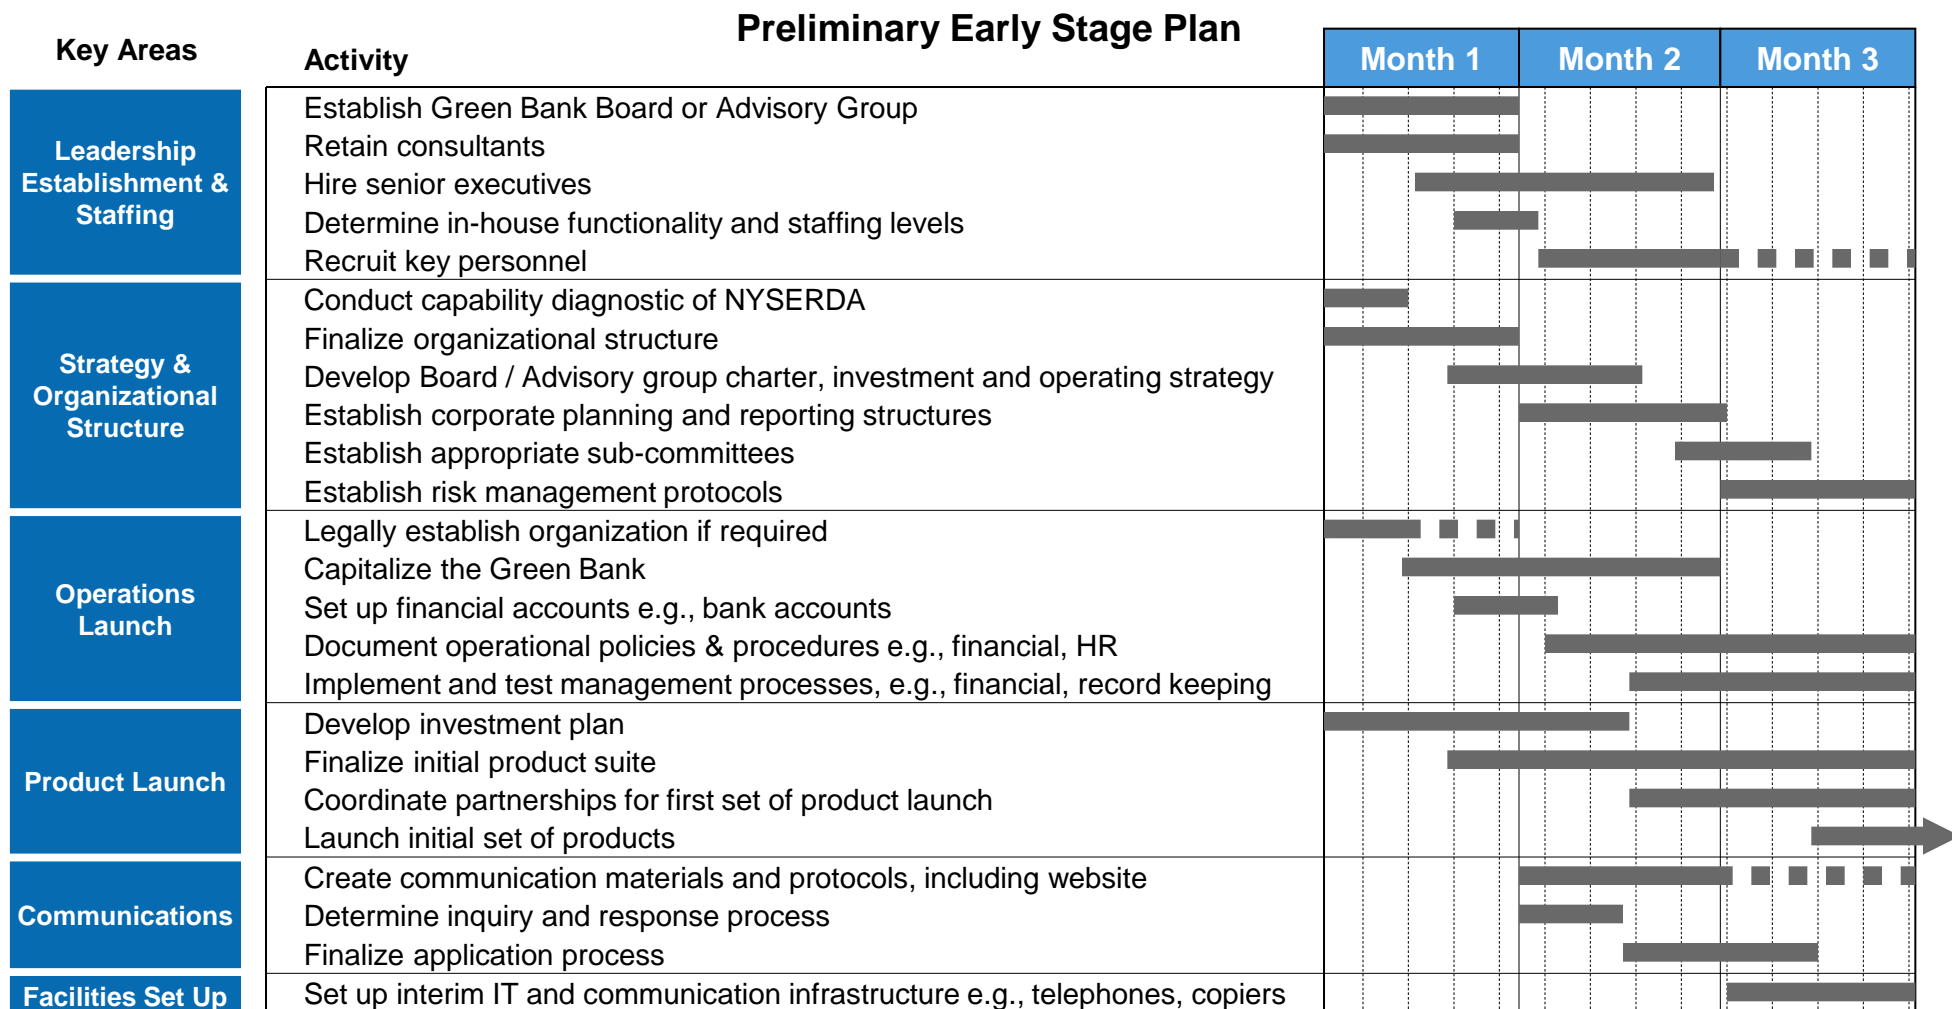 Preliminary Early Stage Plan
Key Areas
Activity
Month 1
Month 2
Month 3
Leadership
Establishment &
Staffing
Establish Green Bank Board or Advisory Group
Retain consultants
Hire senior executives
Determine in-house functionality and staffing levels
Recruit key personnel
Strategy &
Organizational
Structure
Conduct capability diagnostic of NYSERDA
Finalize organizational structure
Develop Board / Advisory group charter, investment and operating strategy
Establish corporate planning and reporting structures
Establish appropriate sub-committees
Establish risk management protocols
Operations
Launch
Legally establish organization if required
Capitalize the Green Bank
Set up financial accounts e.g., bank accounts
Document operational policies & procedures e.g., financial, HR
Implement and test management processes, e.g., financial, record keeping
Product Launch
Develop investment plan
Finalize initial product suite
Coordinate partnerships for first set of product launch
Launch initial set of products
Communications
Create communication materials and protocols, including website
Determine inquiry and response process
Finalize application process
Facilities Set Up
Set up interim IT and communication infrastructure e.g., telephones, copiers